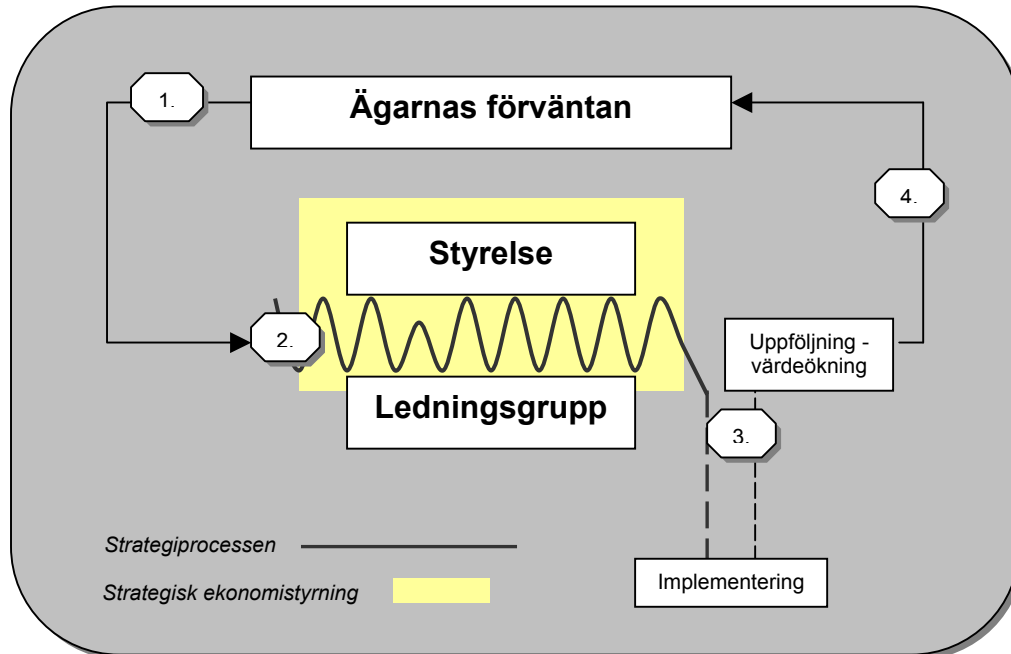 1.
Ägarnas förväntan
4.
Styrelse
2.
Uppföljning -
värdeökning
Ledningsgrupp
3.
Strategiprocessen
Implementering
Strategisk ekonomistyrning